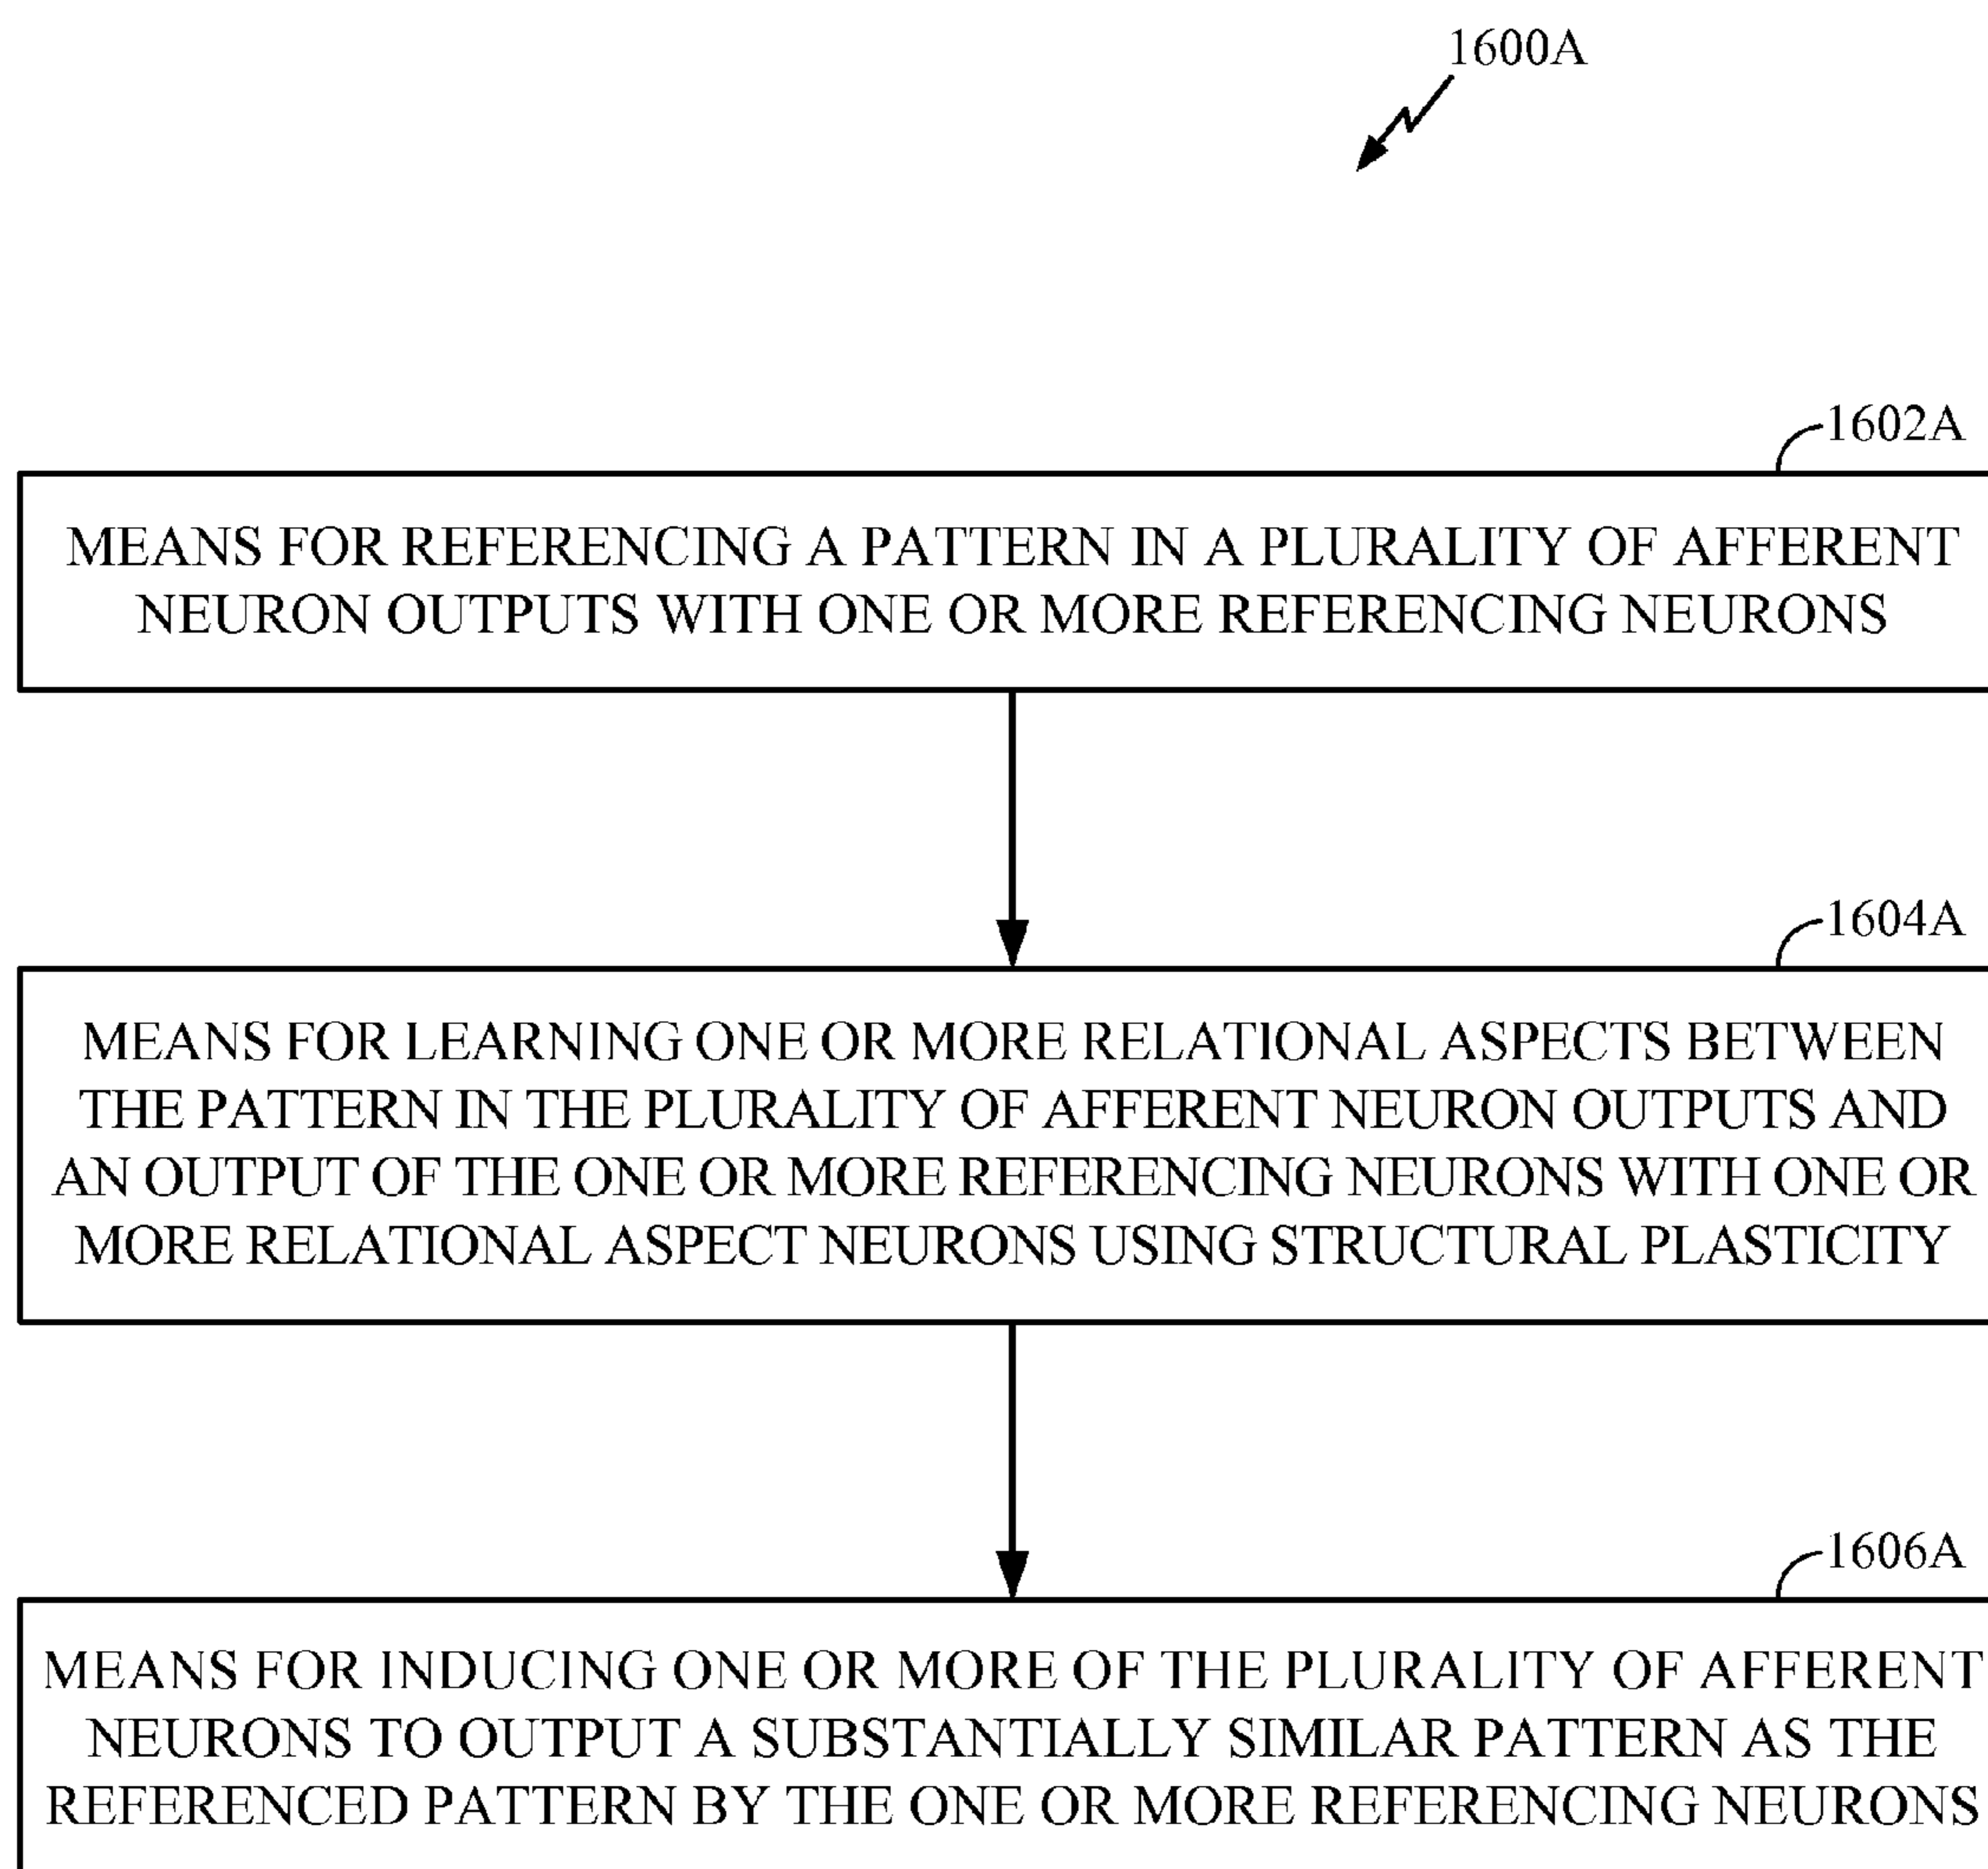 1600A
1602A
MEANS FOR REFERENCING A PATTERN IN A PLURALITY OF AFFERENT
NEURON OUTPUTS WITH ONE OR MORE REFERENCING NEURONS
1604A
MEANS FOR LEARNING ONE OR MORE RELATIONAL ASPECTS BETWEEN
THE PATTERN IN THE PLURALITY OF AFFERENT NEURON OUTPUTS AND
AN OUTPUT OF THE ONE OR MORE REFERENCING NEURONS WITH ONE OR
MORE RELATIONAL ASPECT NEURONS USING STRUCTURAL PLASTICITY
1606A
MEANS FOR INDUCING ONE OR MORE OF THE PLURALITY OF AFFERENT
NEURONS TO OUTPUT A SUBSTANTIALLY SIMILAR PATTERN AS THE
REFERENCED PATTERN BY THE ONE OR MORE REFERENCING NEURONS